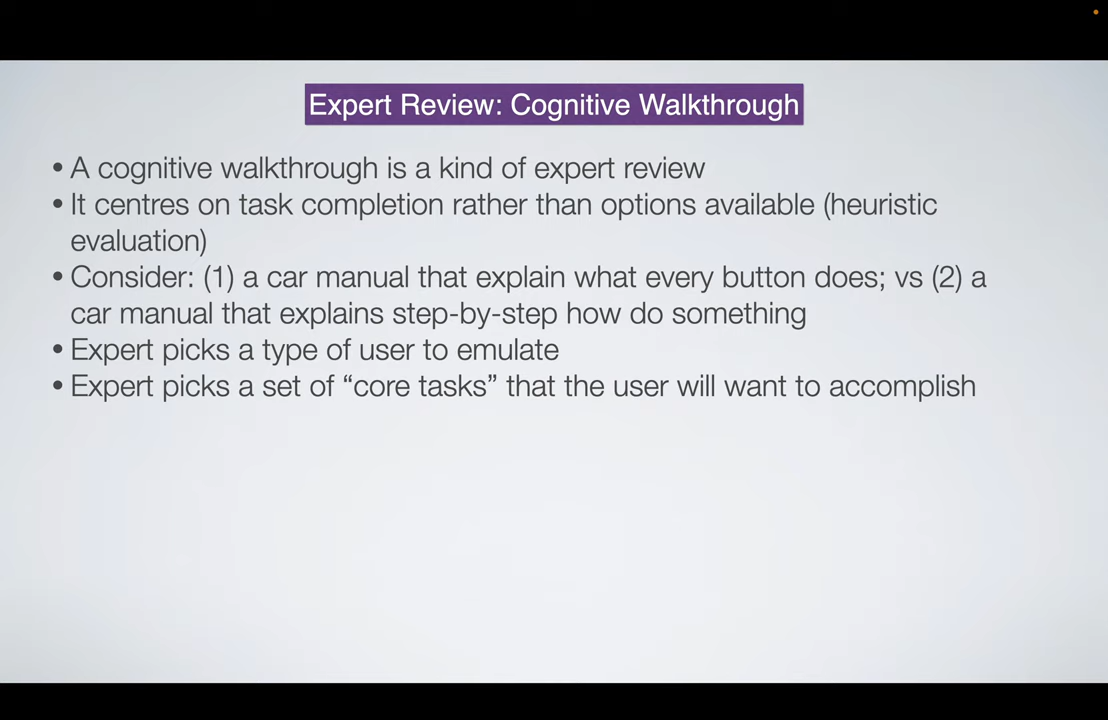 Expert Review: Cognitive Walkthrough
• A cognitive walkthrough is a kind of expert review
• It centres on task completion rather than options available (heuristic
evaluation)
• Consider: (1) a car manual that explain what every button does; vs (2) a
car manual that explains step-by-step how do something
• Expert picks a type of user to emulate
• Expert picks a set of “core tasks” that the user will want to accomplish